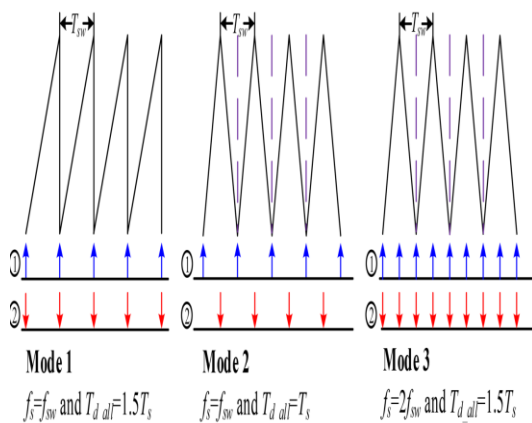 T_sw T_sw T_sw
① ① ①
② ② ②
Mode 1 Mode 2 Mode 3
f_s=f_sw and T_d_all=1.5T_s f_s=f_sw and T_d_all=T_s f_s=2f_sw and T_d_all=1.5T_s